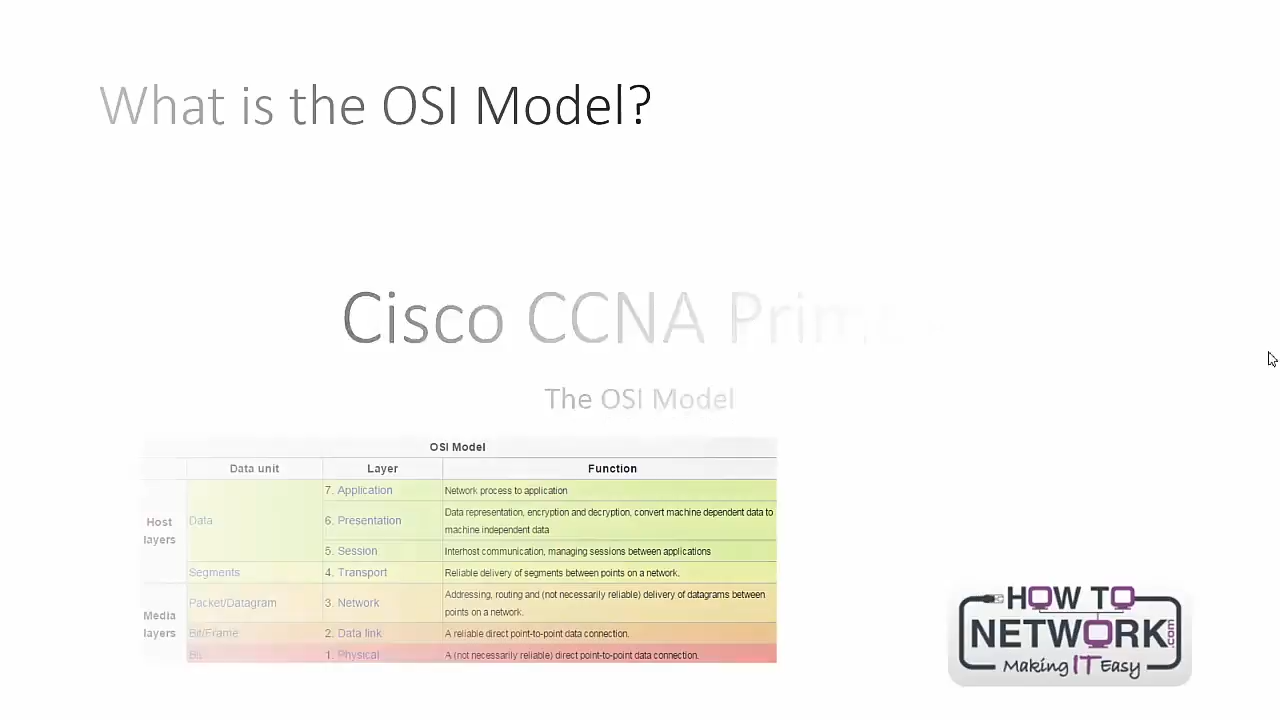 What is the OSI Model?
Cisco CCNA
The OSI Model
OSI Model
Data unit Layer Function
Host layers
Data
7. Application Network process to application
6. Presentation Data representation, encryption and decryption, convert machine dependent data to
machine independent data
5. Session Interhost communication, managing sessions between applications
Segments 4. Transport Reliable delivery of segments between points on a network.
Media layers
Packet/Datagram 3. Network Addressing, routing and (not necessarily reliable) delivery of datagrams between
points on a network.
Bit/Frame 2. Data link A reliable direct point-to-point data connection.
Bit 1. Physical A (not necessarily reliable) direct point-to-point data connection.
HOW TO
NETWORK.com
Making IT Easy